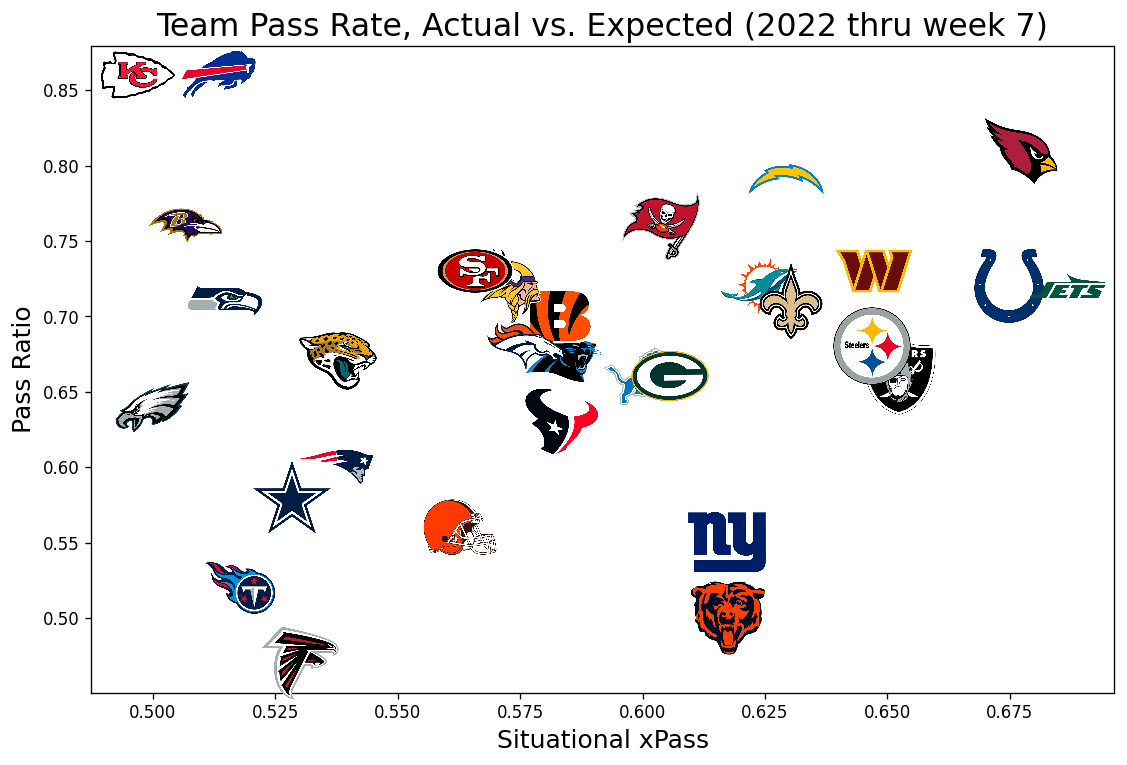 Team Pass Rate, Actual vs. Expected (2022 thru week 7)
KC
0.85
0.80
B
0.75
SF
W
JETS
0.70
B
Steelers
RS
Pass Ratio
G
0.65
0.60
ny
0.55
T
0.50
0.500 0.525 0.550 0.575 0.600 0.625 0.650 0.675
Situational xPass